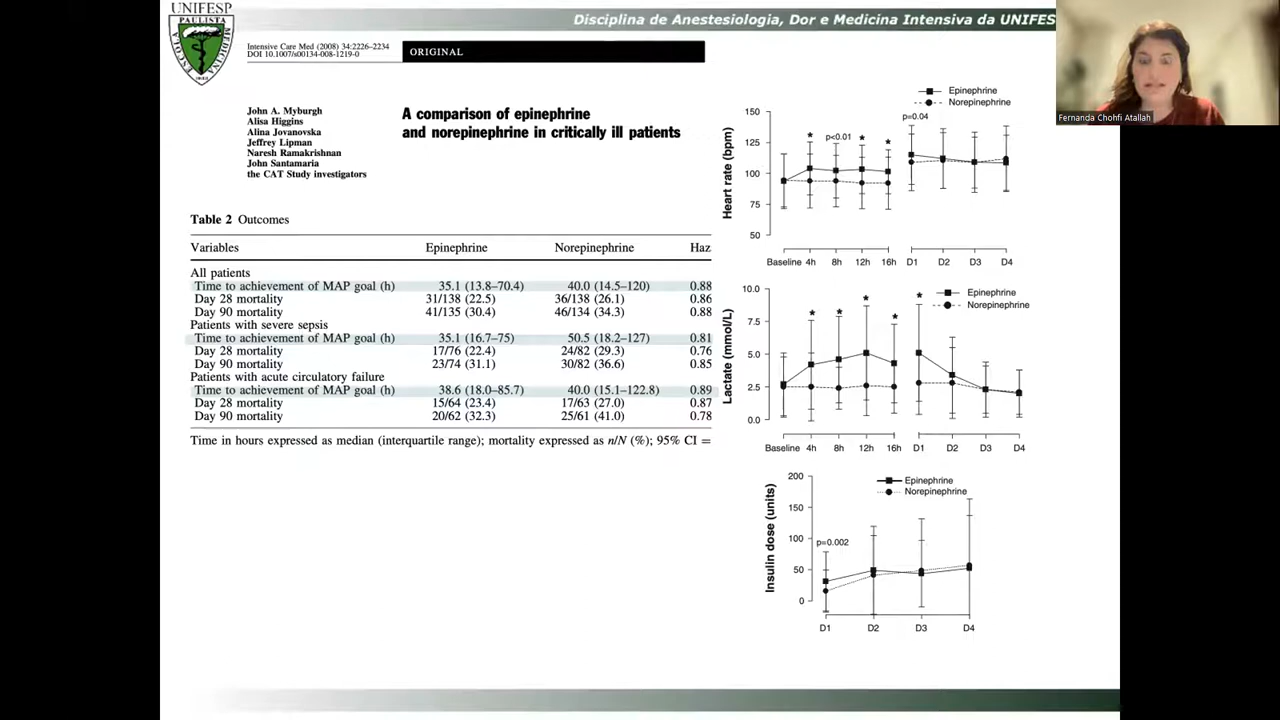 UNIFESP
PAULISTA
ESCOLA
MEDICINA
1933
Disciplina de Anestesiologia, Dor e Medicina Intensiva da UNIFES
Fernanda Chohfi Atallah
Intensive Care Med (2008) 34:2226–2234
DOI 10.1007/s00134-008-1219-0
ORIGINAL
John A. Myburgh
Alisa Higgins
Alina Jovanovska
Jeffrey Lipman
Naresh Ramakrishnan
John Santamaria
the CAT Study investigators
A comparison of epinephrine
and norepinephrine in critically ill patients
Table 2 Outcomes
Variables Epinephrine Norepinephrine Haz
All patients
Time to achievement of MAP goal (h) 35.1 (13.8–70.4) 40.0 (14.5–120) 0.88
Day 28 mortality 31/138 (22.5) 36/138 (26.1) 0.86
Day 90 mortality 41/135 (30.4) 46/134 (34.3) 0.88
Patients with severe sepsis
Time to achievement of MAP goal (h) 35.1 (16.7–75) 50.5 (18.2–127) 0.81
Day 28 mortality 17/76 (22.4) 24/82 (29.3) 0.76
Day 90 mortality 23/74 (31.1) 30/82 (36.6) 0.85
Patients with acute circulatory failure
Time to achievement of MAP goal (h) 38.6 (18.0–85.7) 40.0 (15.1–122.8) 0.89
Day 28 mortality 15/64 (23.4) 17/63 (27.0) 0.87
Day 90 mortality 20/62 (32.3) 25/61 (41.0) 0.78
Time in hours expressed as median (interquartile range); mortality expressed as n/N (%); 95% CI =
Epinephrine
Norepinephrine
p=0.04
p<0.01
* * *
Heart rate (bpm)
150
125
100
75
50
Baseline 4h 8h 12h 16h D1 D2 D3 D4
Epinephrine
Norepinephrine
* * * * *
Lactate (mmol/L)
10.0
7.5
5.0
2.5
0.0
Baseline 4h 8h 12h 16h D1 D2 D3 D4
Epinephrine
Norepinephrine
p=0.002
Insulin dose (units)
200
150
100
50
0
D1 D2 D3 D4